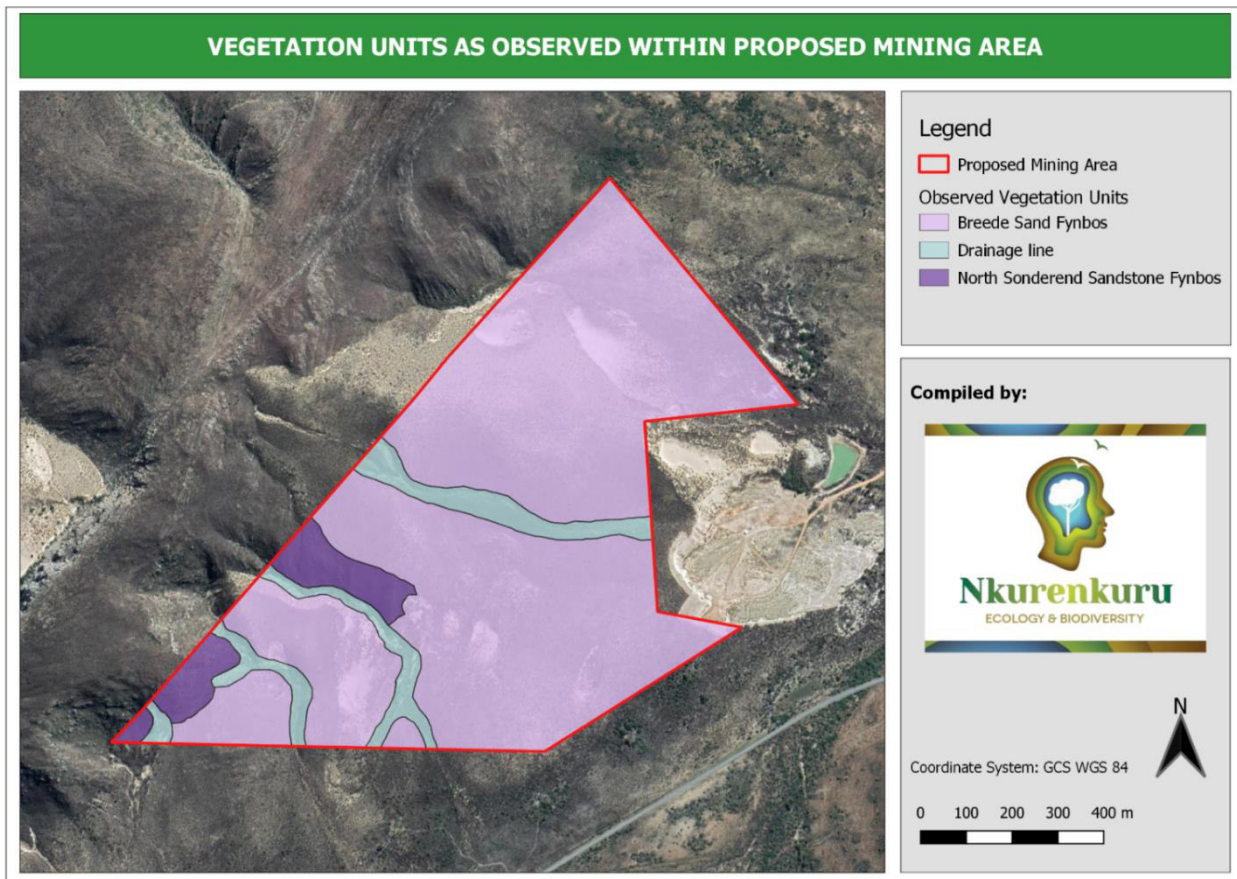 VEGETATION UNITS AS OBSERVED WITHIN PROPOSED MINING AREA
Legend
Proposed Mining Area
Observed Vegetation Units
Breede Sand Fynbos
Drainage line
North Sonderend Sandstone Fynbos
Compiled by:
Nkurenkuru
ECOLOGY & BIODIVERSITY
N
Coordinate System: GCS WGS 84
0 100 200 300 400 m